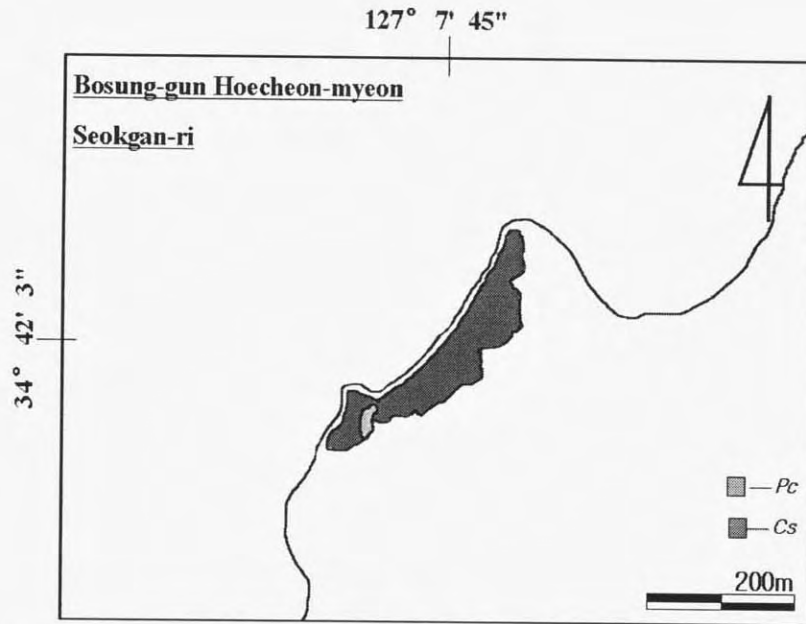 127° 7' 45"
Bosung-gun Hoecheon-myeon
Seokgan-ri
34° 42' 3"
Pc
Cs
200m